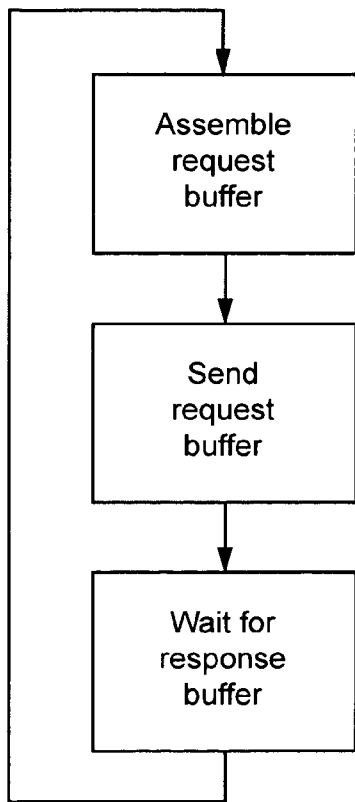 Assemble
request
buffer
Send
request
buffer
Wait for
response
buffer